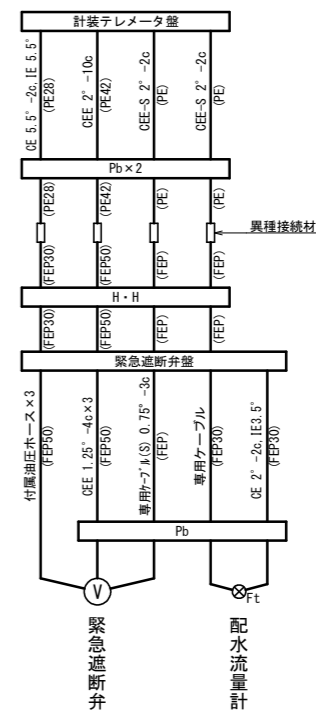 計装テレメータ盤
CE 5.5°-2c,IE 5.5°
(PE28)
CEE 2°-10c
(PE42)
CEE-S 2°-2c
(PE)
CEE-S 2°-2c
(PE)
Pb×2
(PE28)
(PE42)
(PE)
(PE)
異種接続材
(FEP30)
(FEP50)
(FEP)
(FEP)
H・H
(FEP30)
(FEP50)
(FEP)
(FEP)
緊急遮断弁盤
付属油圧ホース×3
(FEP50)
CEE 1.25°-4c×3
(FEP50)
専用ケーブル(S) 0.75°-3c
(FEP)
専用ケーブル
(FEP30)
CE 2°-2c,IE3.5°
(FEP30)
Pb
V
Ft
緊急遮断弁
配水流量計